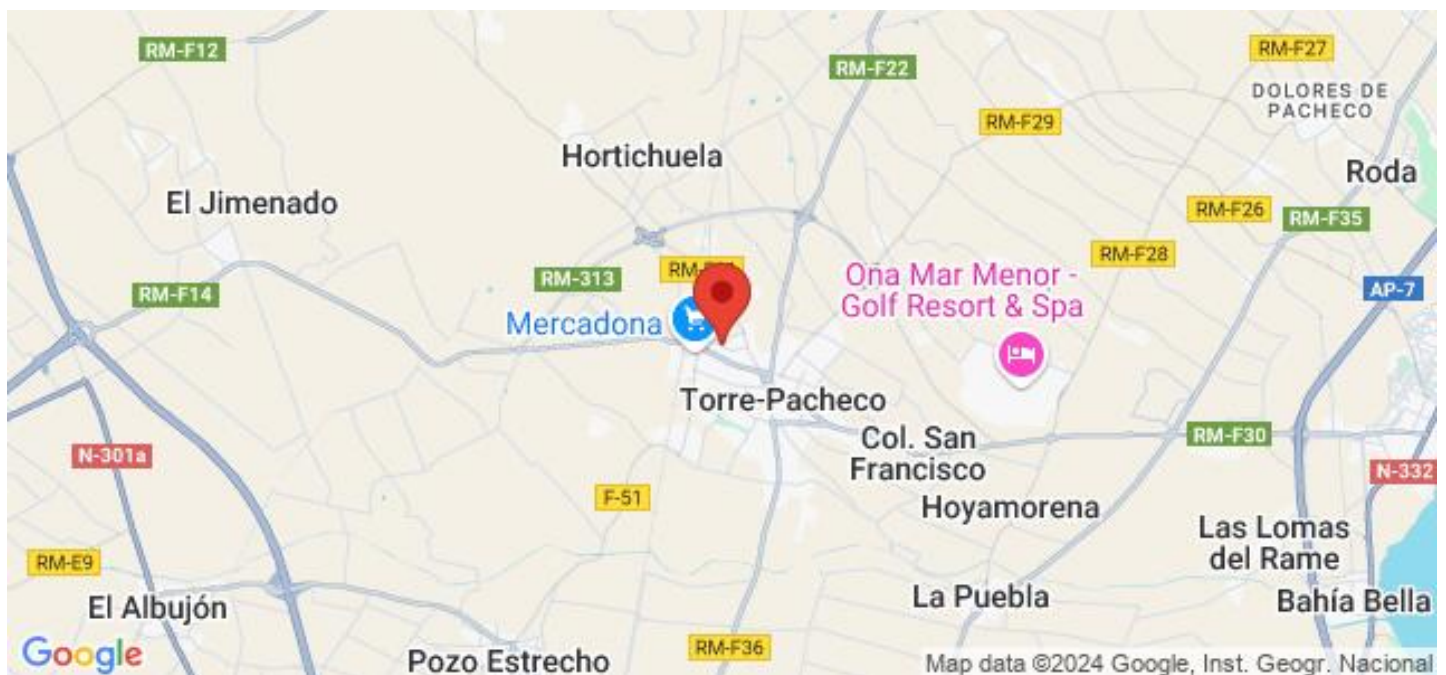 RM-F12
RM-F22
RM-F27
DOLORES DE
PACHECO
RM-F29
Hortichuela
Roda
El Jimenado
RM-F26
RM-F35
RM-F28
RM-313
Ona Mar Menor -
Golf Resort & Spa
AP-7
RM-F14
Mercadona
Torre-Pacheco
Col. San
Francisco
RM-F30
N-301a
N-332
F-51
Hoyamorena
Las Lomas
del Rame
RM-E9
El Albujón
La Puebla
Bahía Bella
Google
Pozo Estrecho
RM-F36
Map data ©2024 Google, Inst. Geogr. Nacional